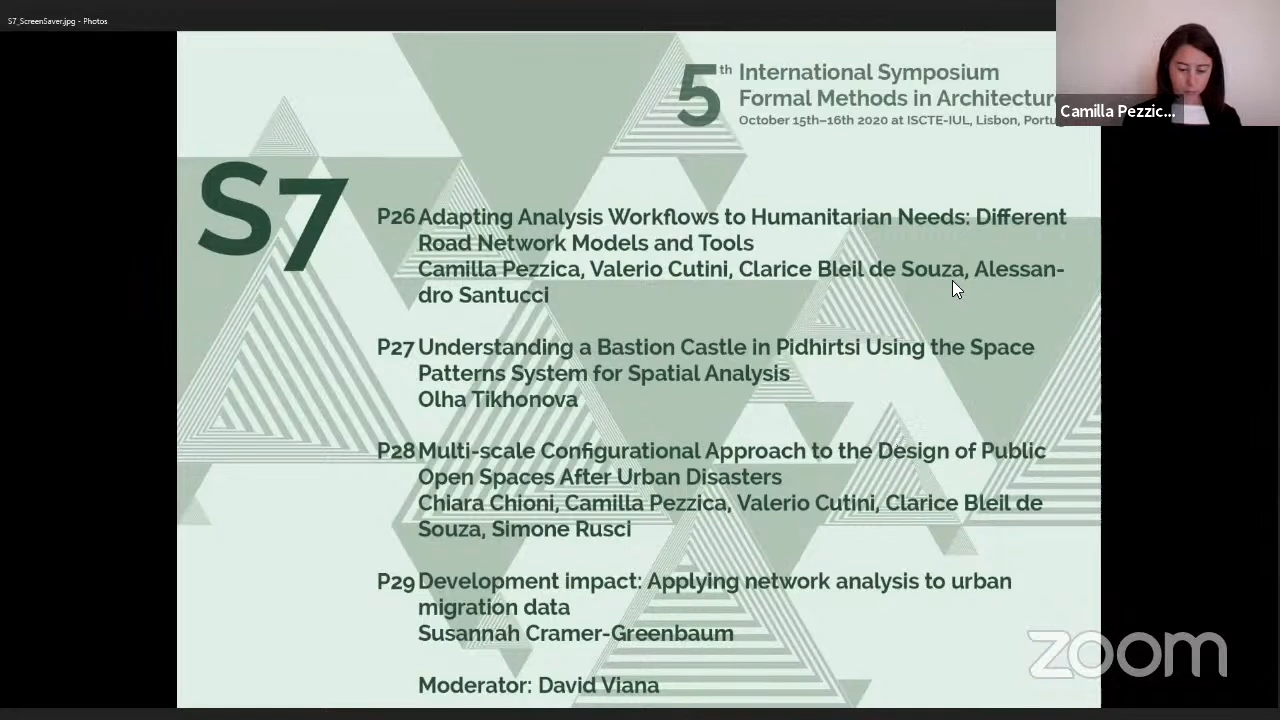 S7_ScreenSaver.jpg - Photos
5th International Symposium
Formal Methods in Architecture
October 15th–16th 2020 at ISCTE-IUL, Lisbon, Portu
Camilla Pezzic...
S7
P26 Adapting Analysis Workflows to Humanitarian Needs: Different
Road Network Models and Tools
Camilla Pezzica, Valerio Cutini, Clarice Bleil de Souza, Alessan-
dro Santucci
P27 Understanding a Bastion Castle in Pidhirtsi Using the Space
Patterns System for Spatial Analysis
Olha Tikhonova
P28 Multi-scale Configurational Approach to the Design of Public
Open Spaces After Urban Disasters
Chiara Chioni, Camilla Pezzica, Valerio Cutini, Clarice Bleil de
Souza, Simone Rusci
P29 Development impact: Applying network analysis to urban
migration data
Susannah Cramer-Greenbaum
Moderator: David Viana
zoom